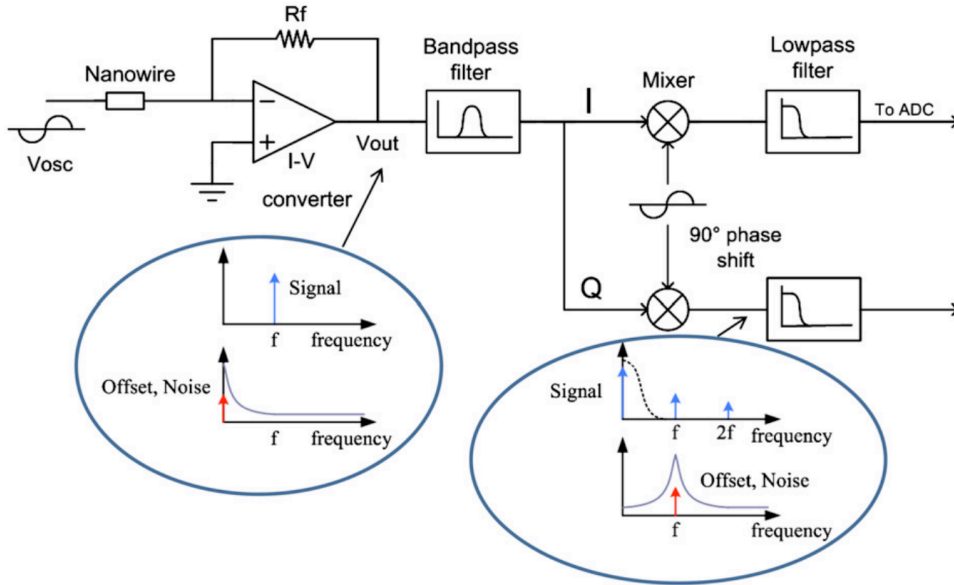 Rf
Nanowire
Vosc
−
+
I-V
converter
Vout
Bandpass
filter
I
Q
Mixer
90° phase
shift
Lowpass
filter
To ADC
Signal
f
frequency
Offset, Noise
f
frequency
Signal
f
2f
frequency
Offset, Noise
f
frequency